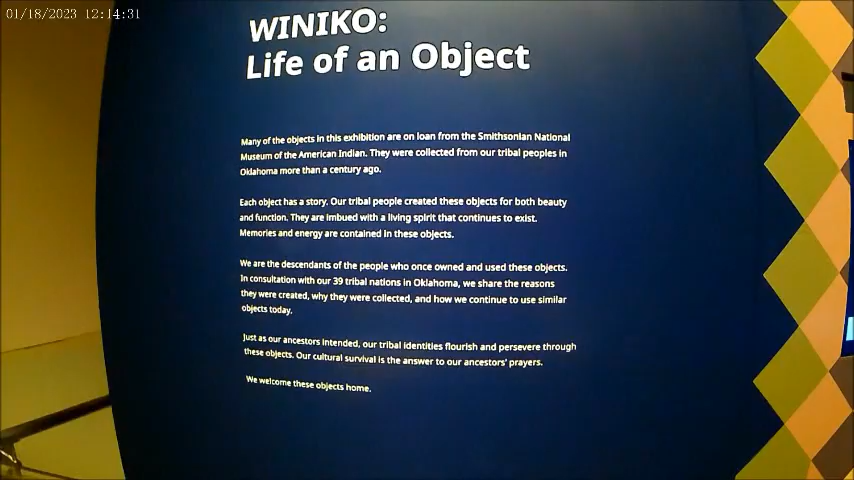 01/18/2023 12:14:31
WINIKO:
Life of an Object
Many of the objects in this exhibition are on loan from the Smithsonian National
Museum of the American Indian. They were collected from our tribal peoples in
Oklahoma more than a century ago.
Each object has a story. Our tribal people created these objects for both beauty
and function. They are imbued with a living spirit that continues to exist.
Memories and energy are contained in these objects.
We are the descendants of the people who once owned and used these objects.
In consultation with our 39 tribal nations in Oklahoma, we share the reasons
they were created, why they were collected, and how we continue to use similar
objects today.
Just as our ancestors intended, our tribal identities flourish and persevere through
these objects. Our cultural survival is the answer to our ancestors' prayers.
We welcome these objects home.